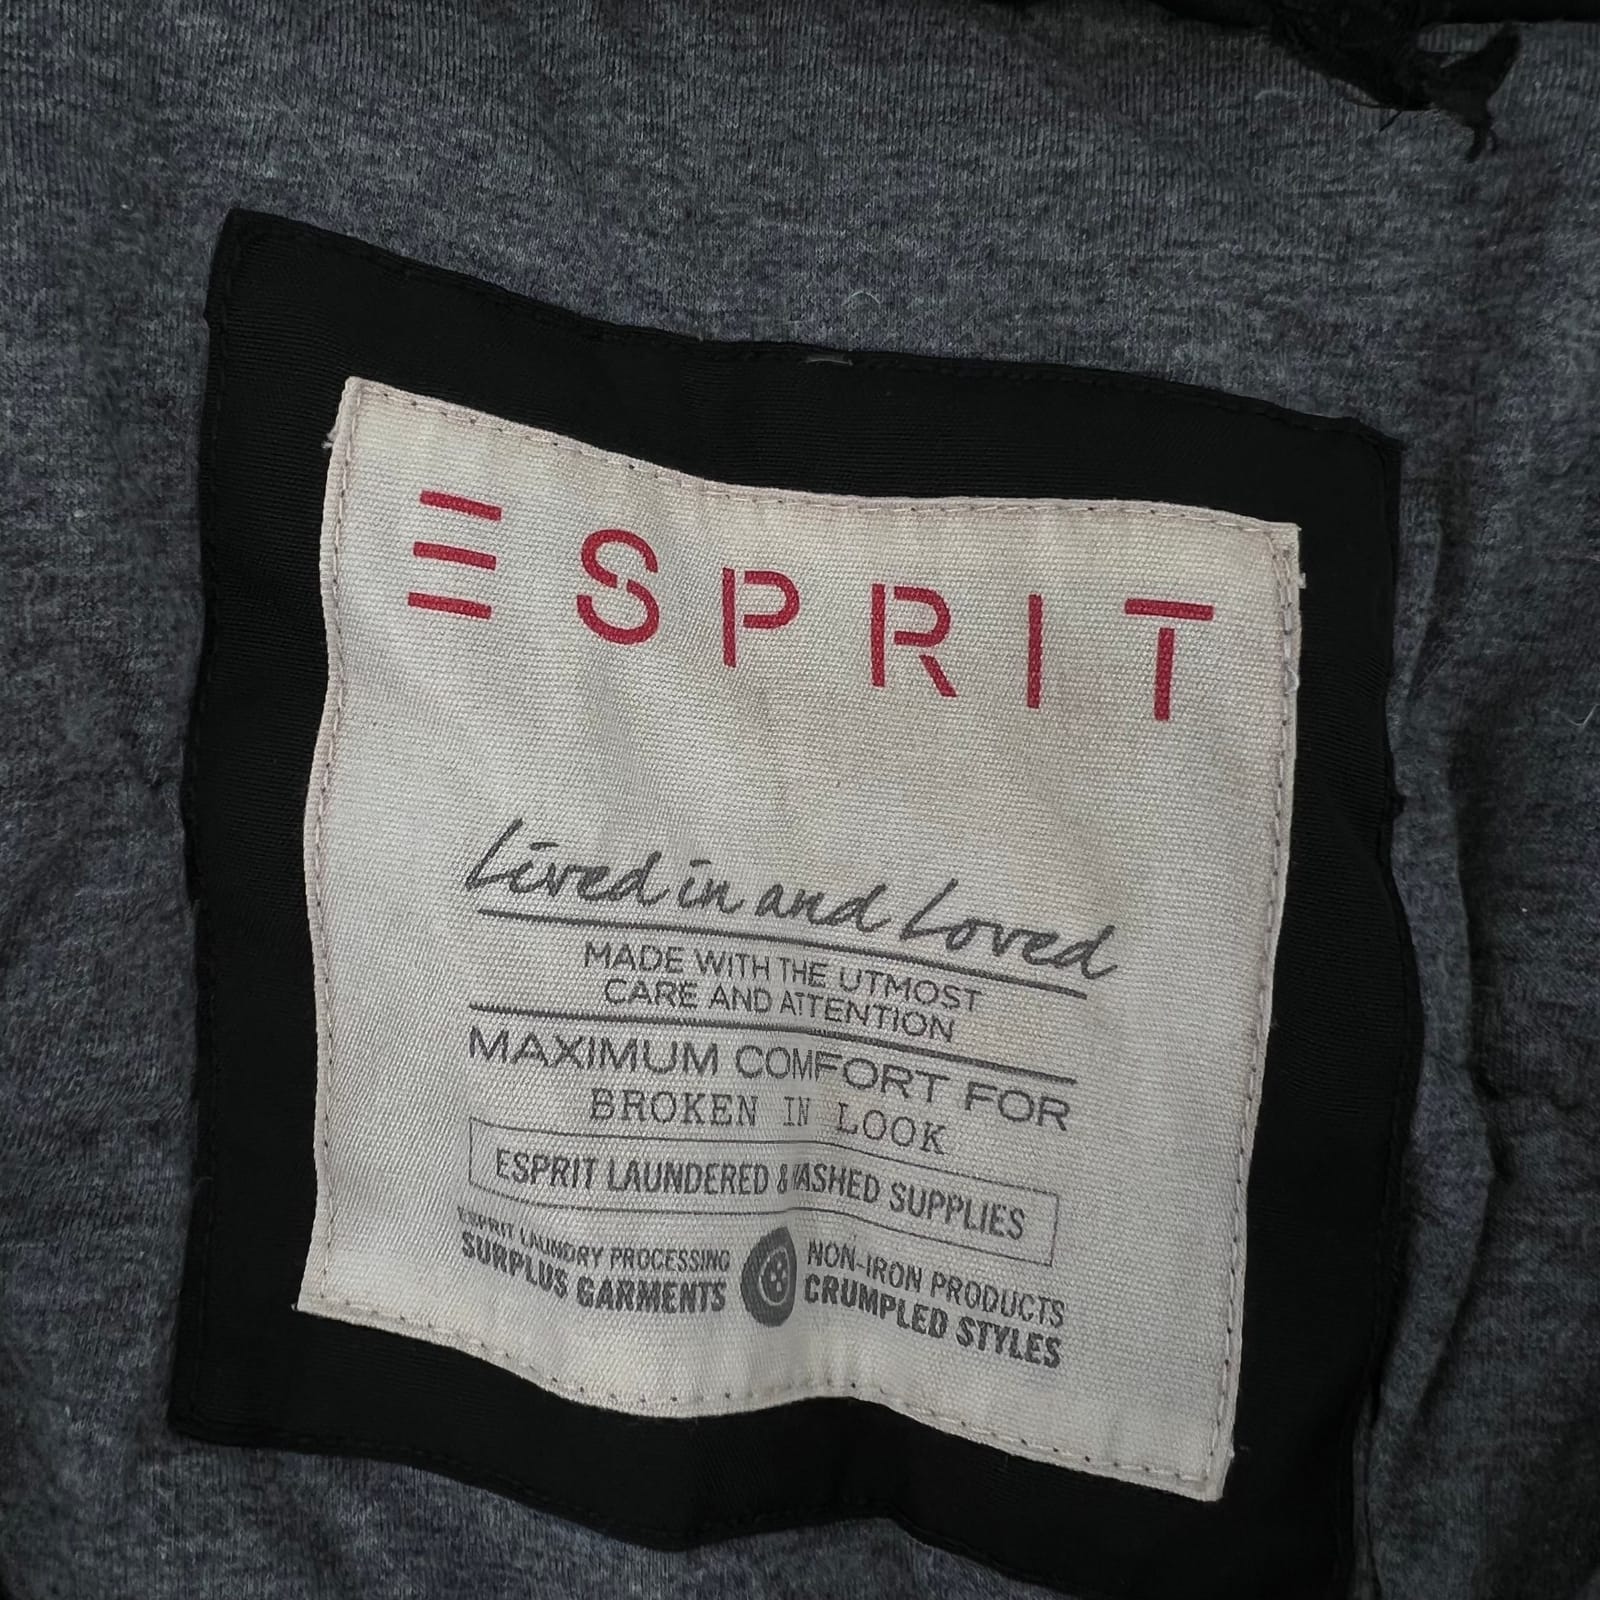 ESPRIT
Lived in and Loved
MADE WITH THE UTMOST
CARE AND ATTENTION
MAXIMUM COMFORT FOR
BROKEN IN LOOK
ESPRIT LAUNDERED & WASHED SUPPLIES
ESPRIT LAUNDRY PROCESSING
SURPLUS GARMENTS
NON-IRON PRODUCTS
CRUMPLED STYLES